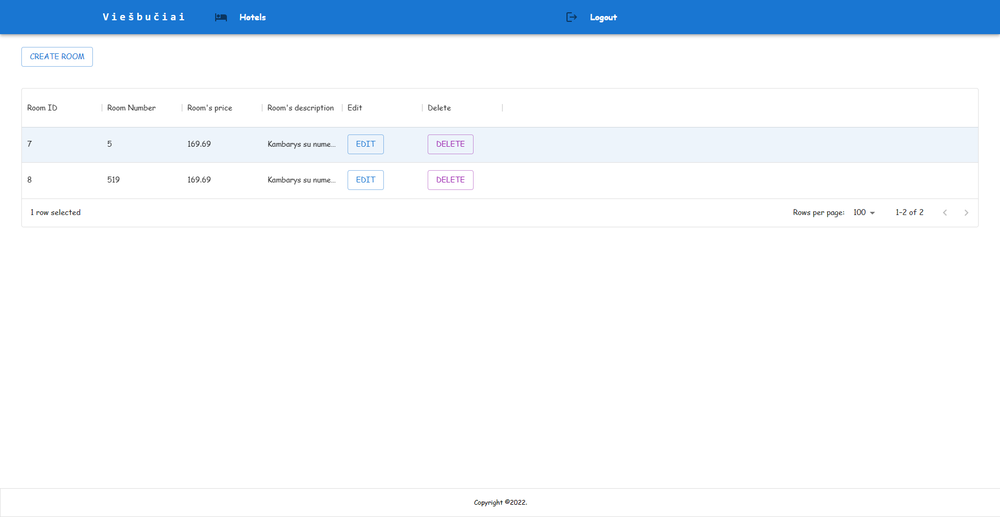 Viešbučiai Hotels Logout
CREATE ROOM
Room ID Room Number Room's price Room's description Edit Delete
7 5 169.69 Kambarys su nume... EDIT DELETE
8 519 169.69 Kambarys su nume... EDIT DELETE
1 row selected Rows per page: 100 1–2 of 2
Copyright ©2022.